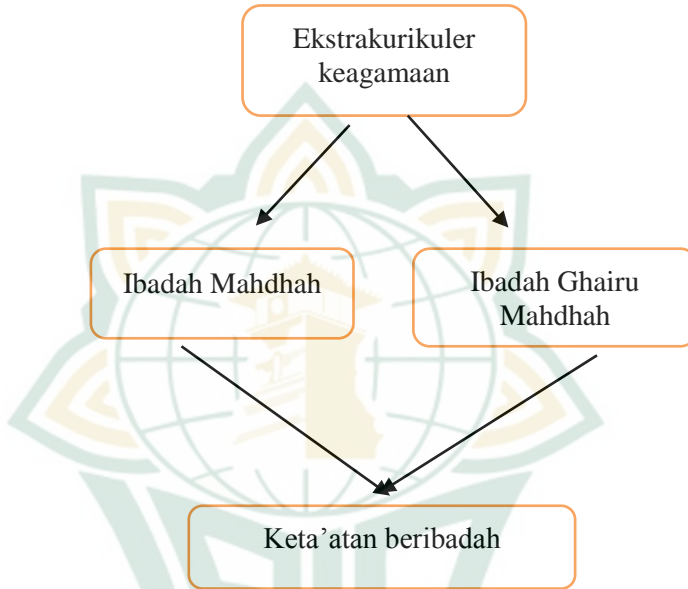 Ekstrakurikuler
keagamaan
Ibadah Mahdhah
Ibadah Ghairu
Mahdhah
Keta’atan beribadah